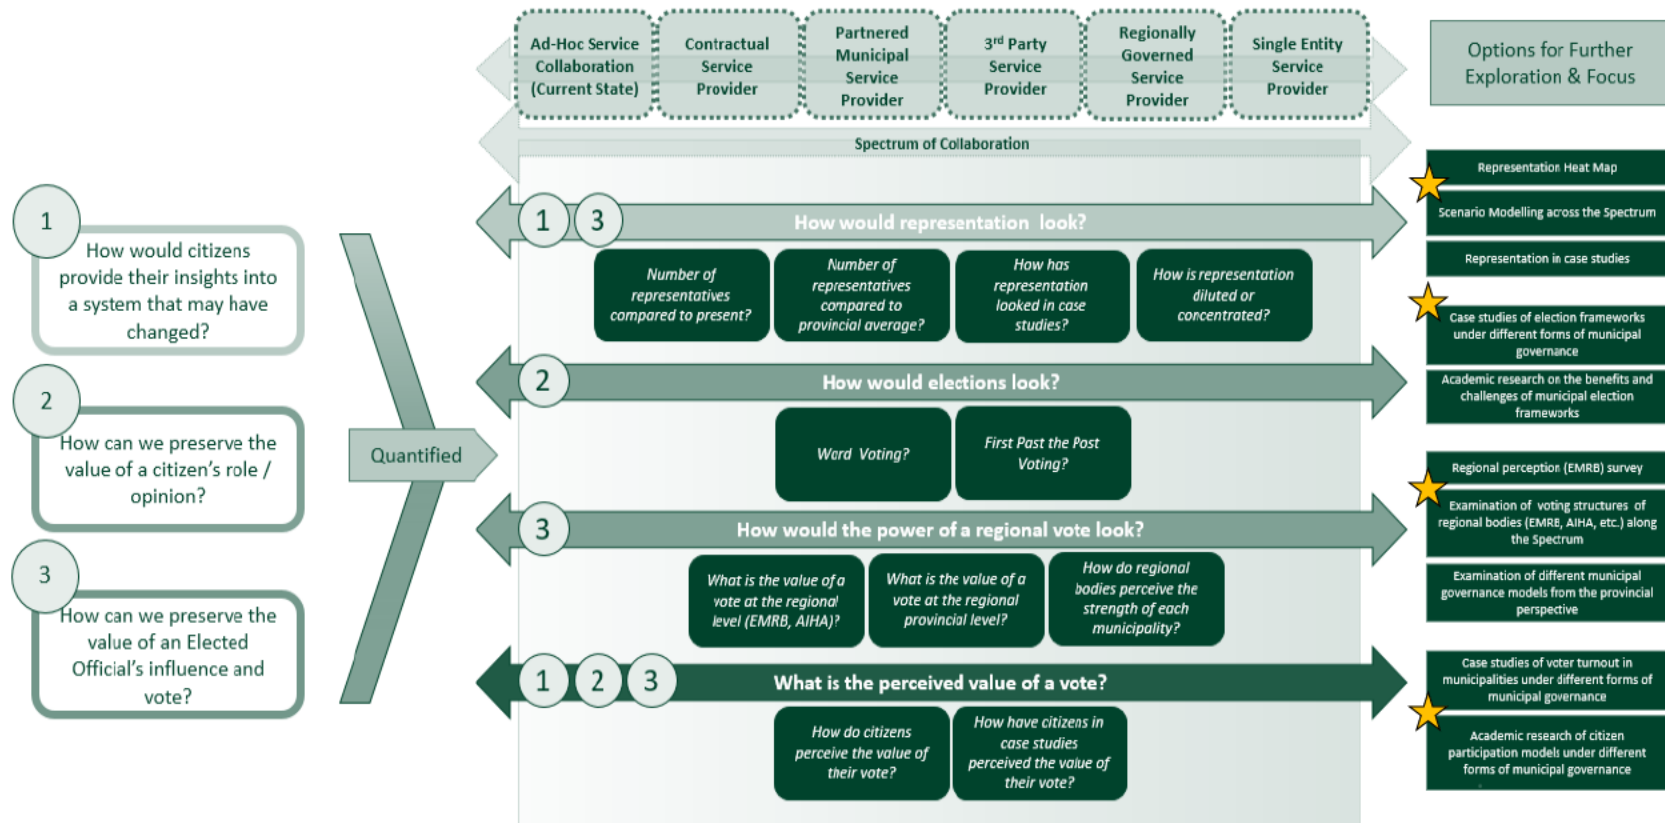 Ad-Hoc Service
Collaboration
(Current State)
Contractual
Service
Provider
Partnered
Municipal
Service
Provider
3rd Party
Service
Provider
Regionally
Governed
Service
Provider
Single Entity
Service
Provider
Options for Further
Exploration & Focus
Spectrum of Collaboration
1
How would citizens
provide their insights into
a system that may have
changed?
2
How can we preserve the
value of a citizen's role /
opinion?
3
How can we preserve the
value of an Elected
Official's influence and
vote?
Quantified
1 3 How would representation look?
Number of
representatives
compared to present?
Number of
representatives
compared to
provincial average?
How has
representation
looked in case
studies?
How is representation
diluted or
concentrated?
2 How would elections look?
Ward Voting?
First Past the Post
Voting?
3 How would the power of a regional vote look?
What is the value of a
vote at the regional
level (EMRB, AIHA)?
What is the value of a
vote at the regional
provincial level?
How do regional
bodies perceive the
strength of each
municipality?
1 2 3 What is the perceived value of a vote?
How do citizens
perceive the value of
their vote?
How have citizens in
case studies
perceived the value of
their vote?
Representation Heat Map
Scenario Modelling across the Spectrum
Representation in case studies
Case studies of election frameworks
under different forms of municipal
governance
Academic research on the benefits and
challenges of municipal election
frameworks
Regional perception (EMRB) survey
Examination of voting structures of
regional bodies (EMRB, AIHA, etc.) along
the Spectrum
Examination of different municipal
governance models from the provincial
perspective
Case studies of voter turnout in
municipalities under different forms of
municipal governance
Academic research of citizen
participation models under different
forms of municipal governance